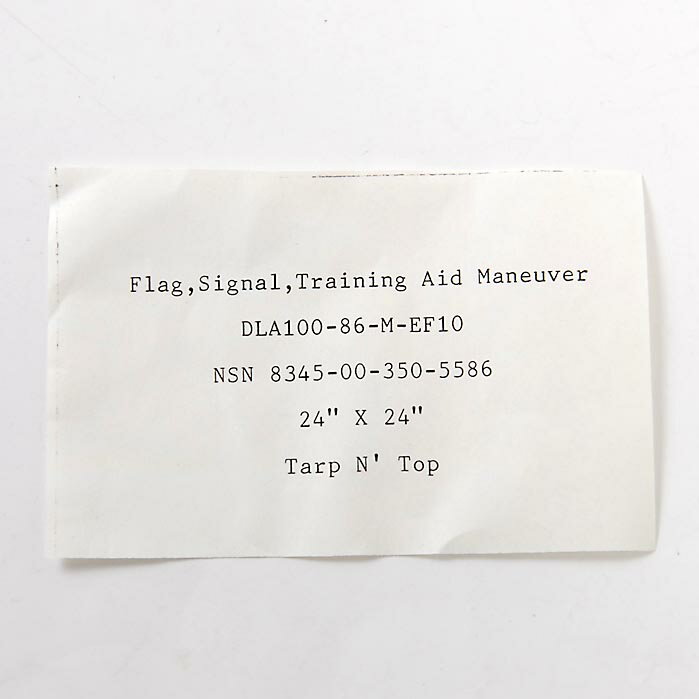 Flag,Signal,Training Aid Maneuver
DLA100-86-M-EF10
NSN 8345-00-350-5586
24" X 24"
Tarp N' Top